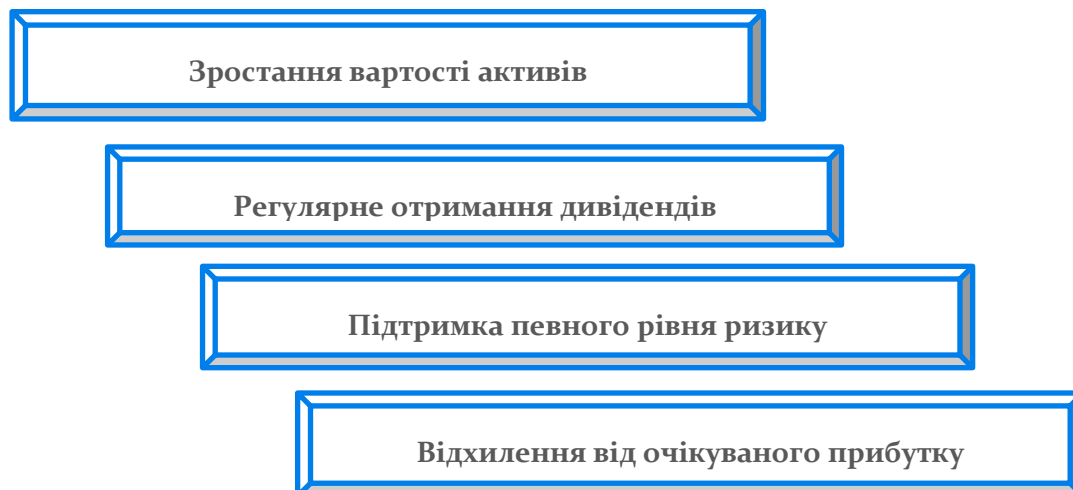 Зростання вартості активів
Регулярне отримання дивідендів
Підтримка певного рівня ризику
Відхилення від очікуваного прибутку